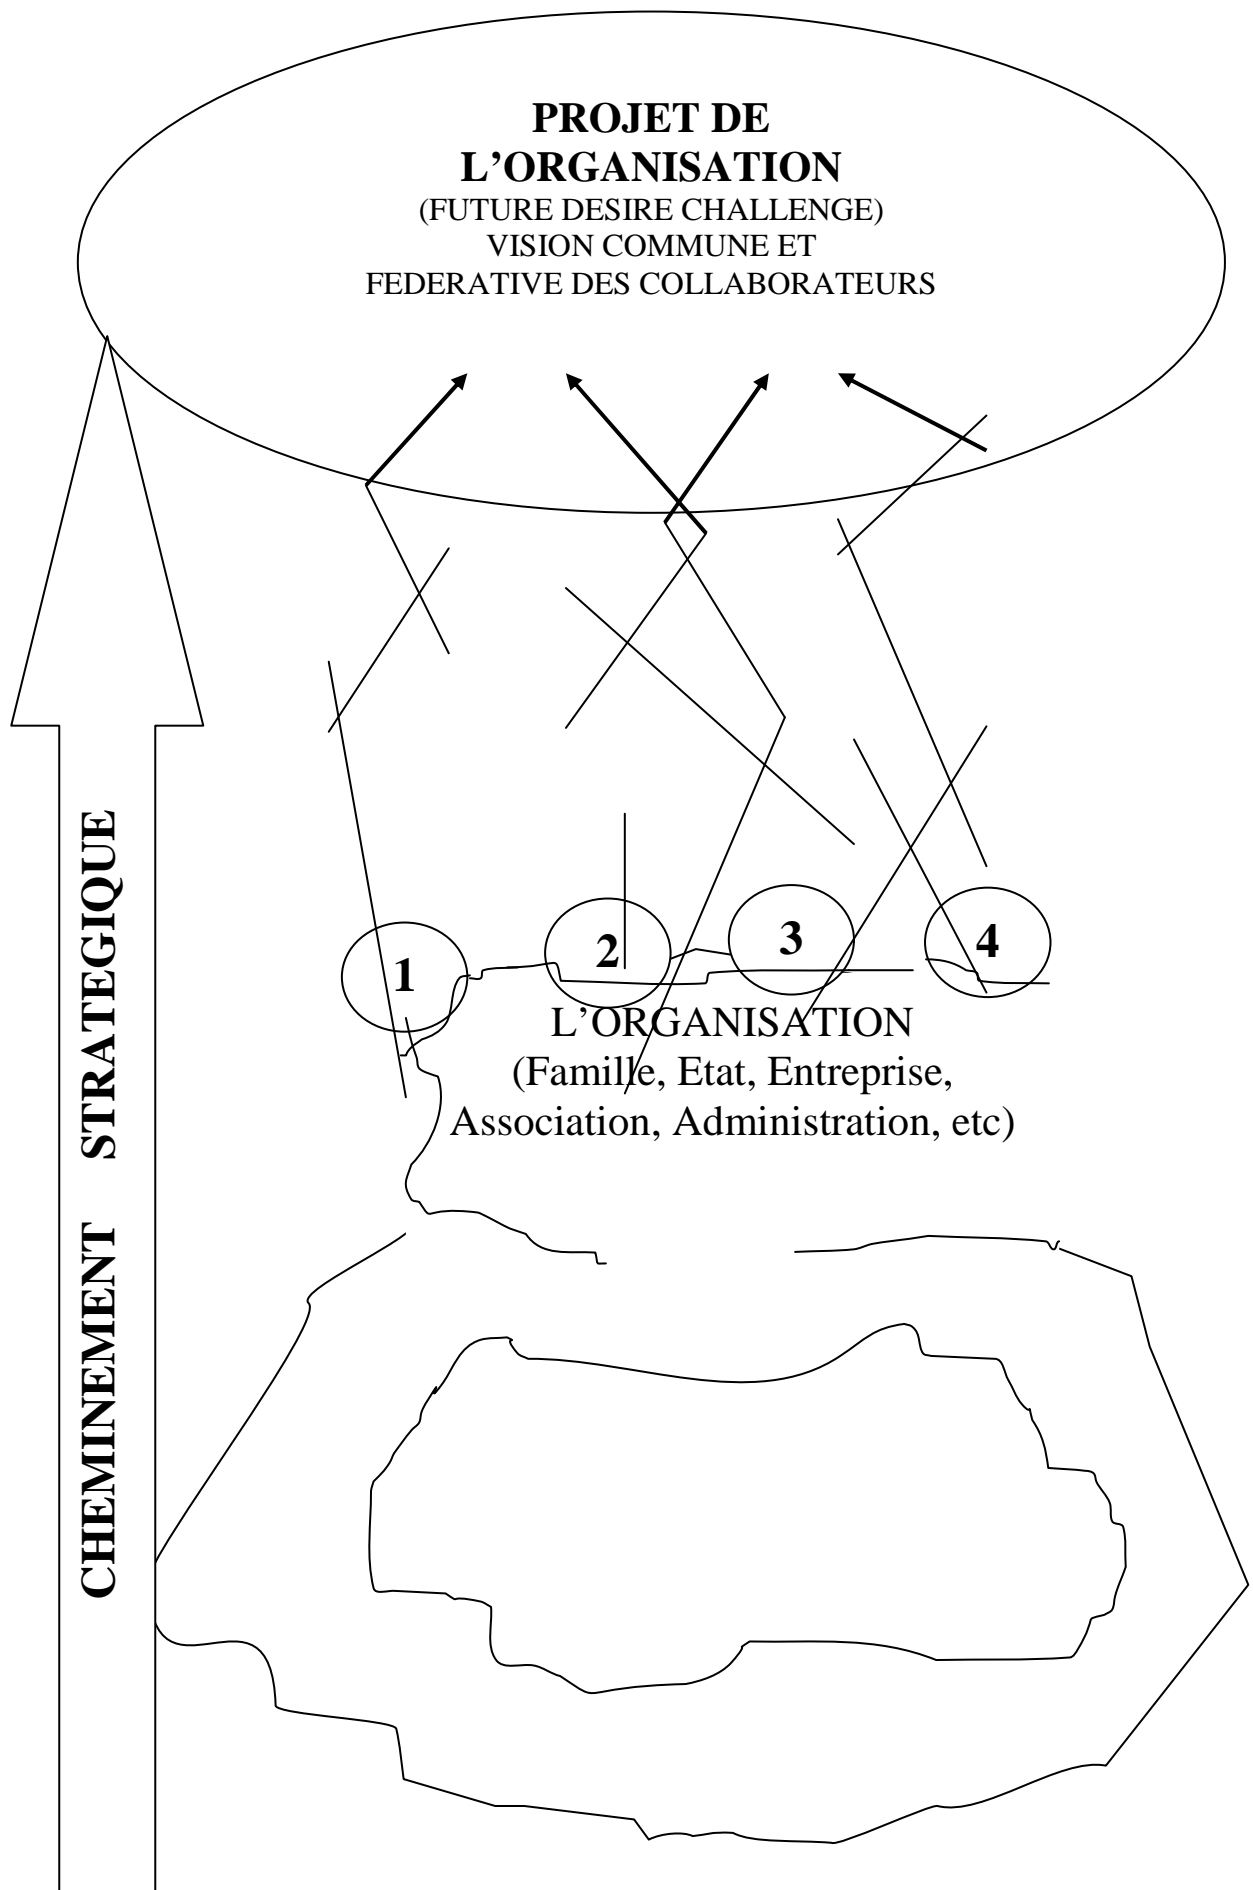 PROJET DE
L’ORGANISATION
(FUTURE DESIRE CHALLENGE)
VISION COMMUNE ET
FEDERATIVE DES COLLABORATEURS
CHEMINEMENT STRATEGIQUE
1
2
3
4
L’ORGANISATION
(Famille, Etat, Entreprise,
Association, Administration, etc)